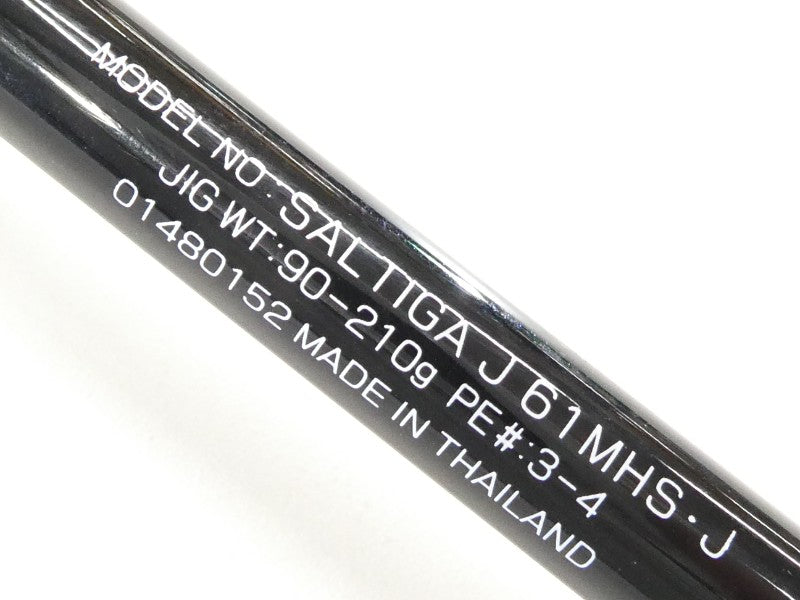 MODEL NO. SALTIGA J 61MHS・J
JIG WT.:90-210g PE#:3-4
01480152 MADE IN THAILAND